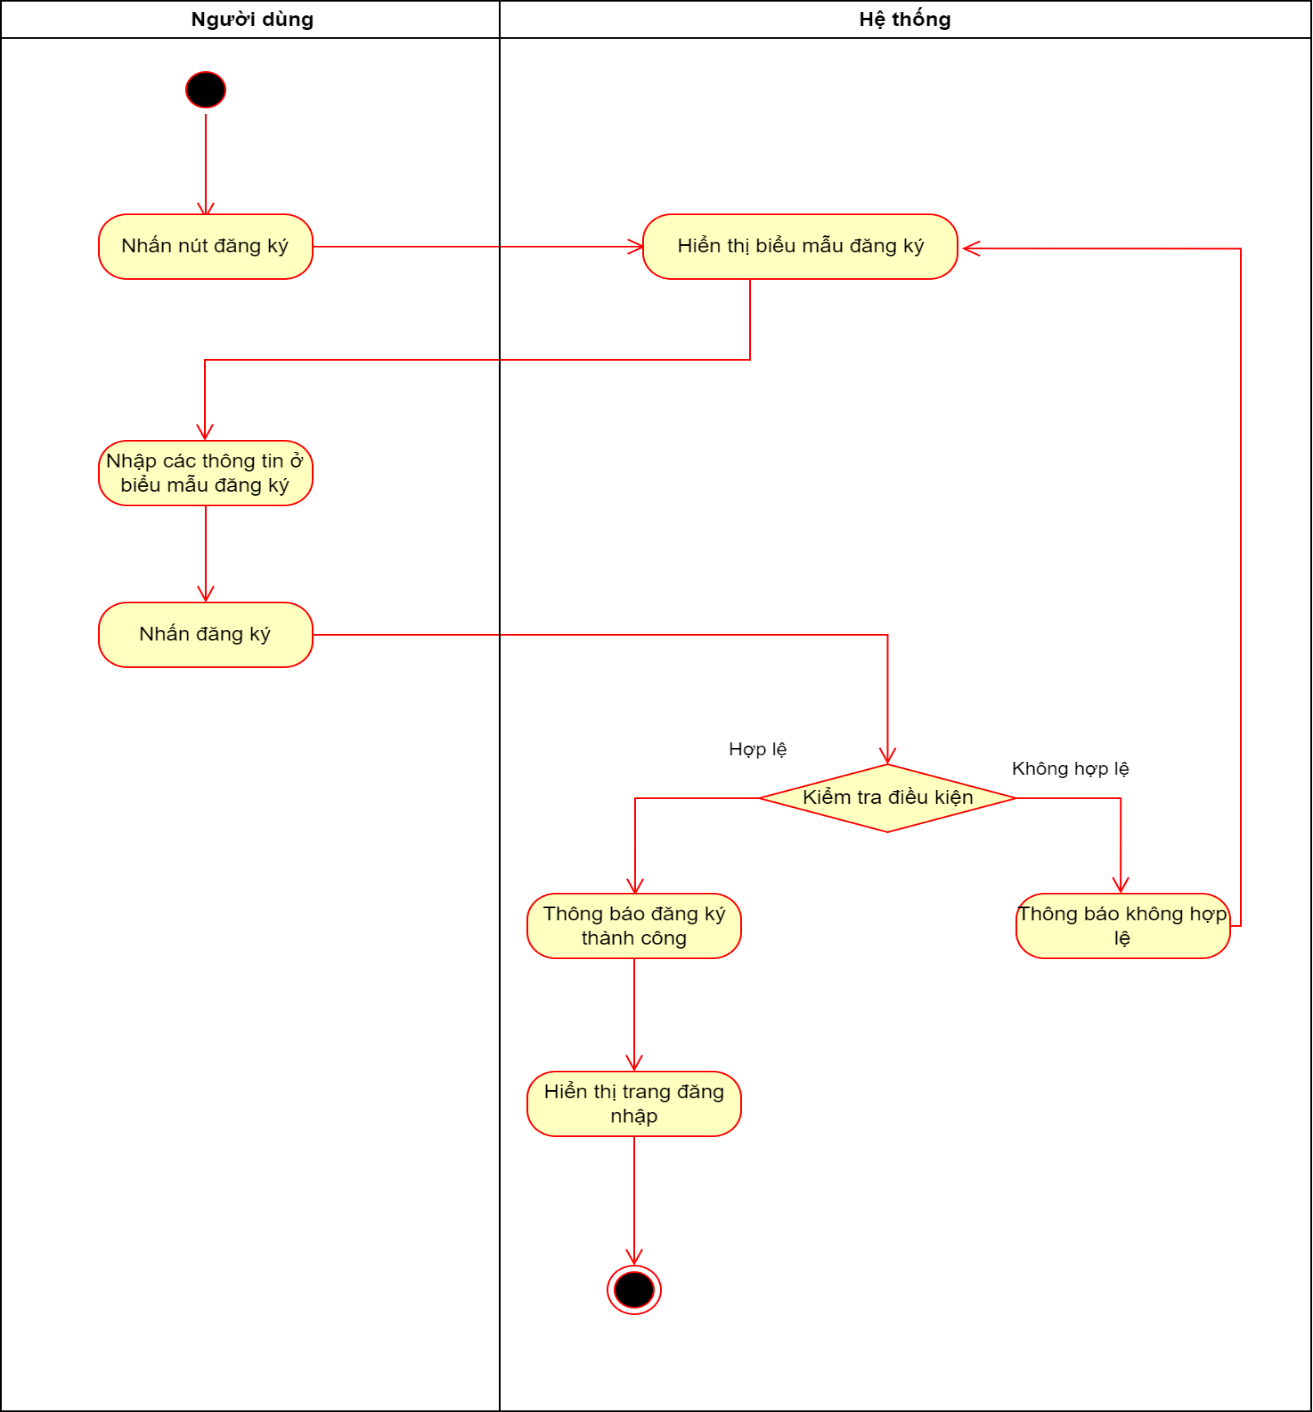 Người dùng
Hệ thống
Nhấn nút đăng ký
Hiển thị biểu mẫu đăng ký
Nhập các thông tin ở
biểu mẫu đăng ký
Nhấn đăng ký
Hợp lệ
Không hợp lệ
Kiểm tra điều kiện
Thông báo đăng ký
thành công
Thông báo không hợp
lệ
Hiển thị trang đăng
nhập